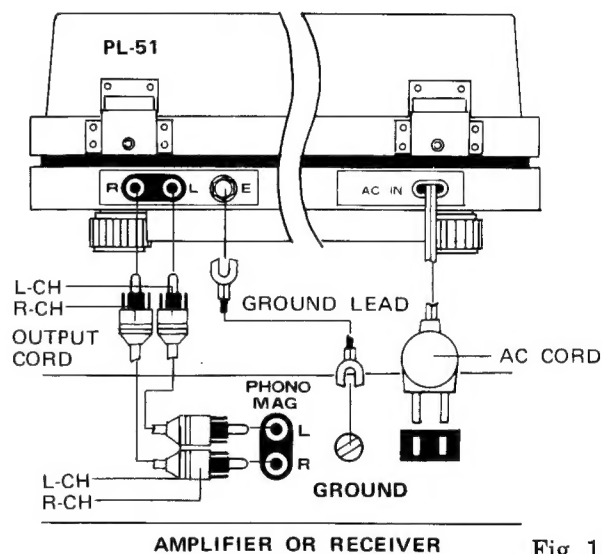 PL-51
R L E AC IN
L-CH
R-CH
GROUND LEAD
OUTPUT
CORD
AC CORD
PHONO
MAG
L
R
L-CH
R-CH
GROUND
AMPLIFIER OR RECEIVER
Fig. 1